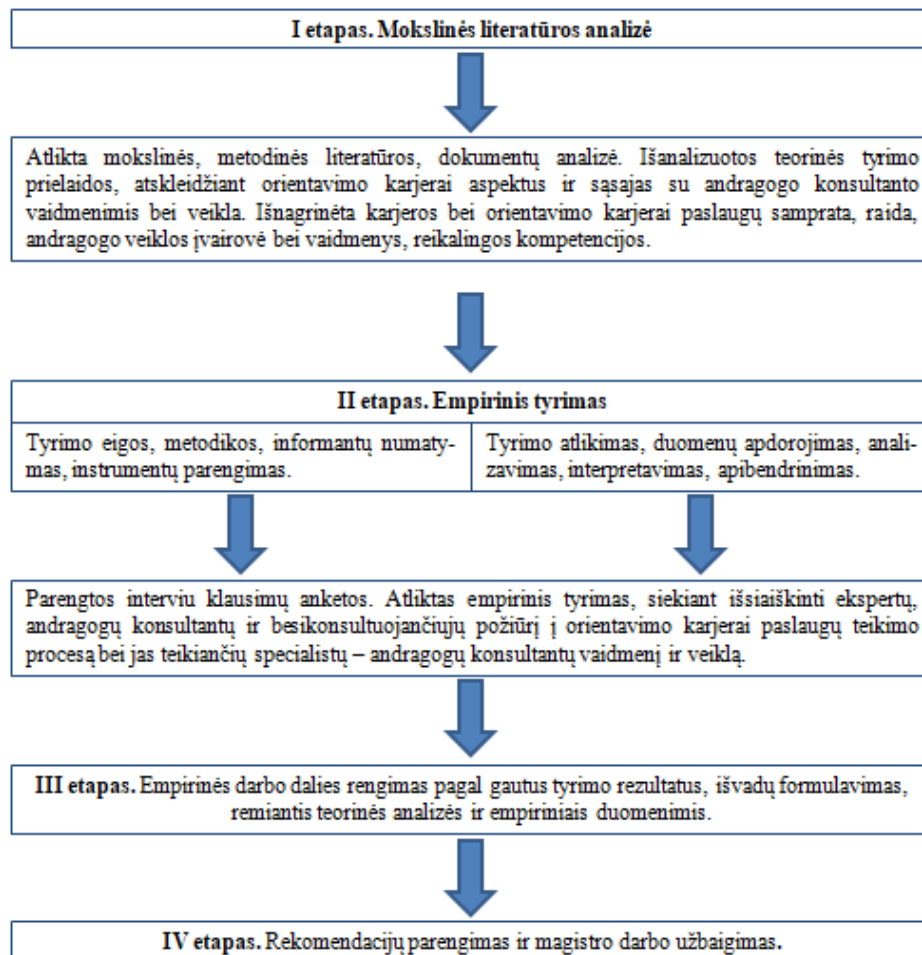 I etapas. Mokslinės literatūros analizė
Atlikta mokslinės, metodinės literatūros, dokumentų analizė. Išanalizuotos teorinės tyrimo
prielaidos, atskleidžiant orientavimo karjerai aspektus ir sąsajas su andragogo konsultanto
vaidmenimis bei veikla. Išnagrinėta karjeros bei orientavimo karjerai paslaugų samprata, raida,
andragogo veiklos įvairovė bei vaidmenys, reikalingos kompetencijos.
II etapas. Empirinis tyrimas
Tyrimo eigos, metodikos, informantų numaty-
mas, instrumentų parengimas.
Tyrimo atlikimas, duomenų apdorojimas, anali-
zavimas, interpretavimas, apibendrinimas.
Parengtos interviu klausimų anketos. Atliktas empirinis tyrimas, siekiant išsiaiškinti ekspertų,
andragogų konsultantų ir besikonsultuojančiųjų požiūrį į orientavimo karjerai paslaugų teikimo
procesą bei jas teikiančių specialistų – andragogų konsultantų vaidmenį ir veiklą.
III etapas. Empirinės darbo dalies rengimas pagal gautus tyrimo rezultatus, išvadų formulavimas,
remiantis teorinės analizės ir empiriniais duomenimis.
IV etapas. Rekomendacijų parengimas ir magistro darbo užbaigimas.